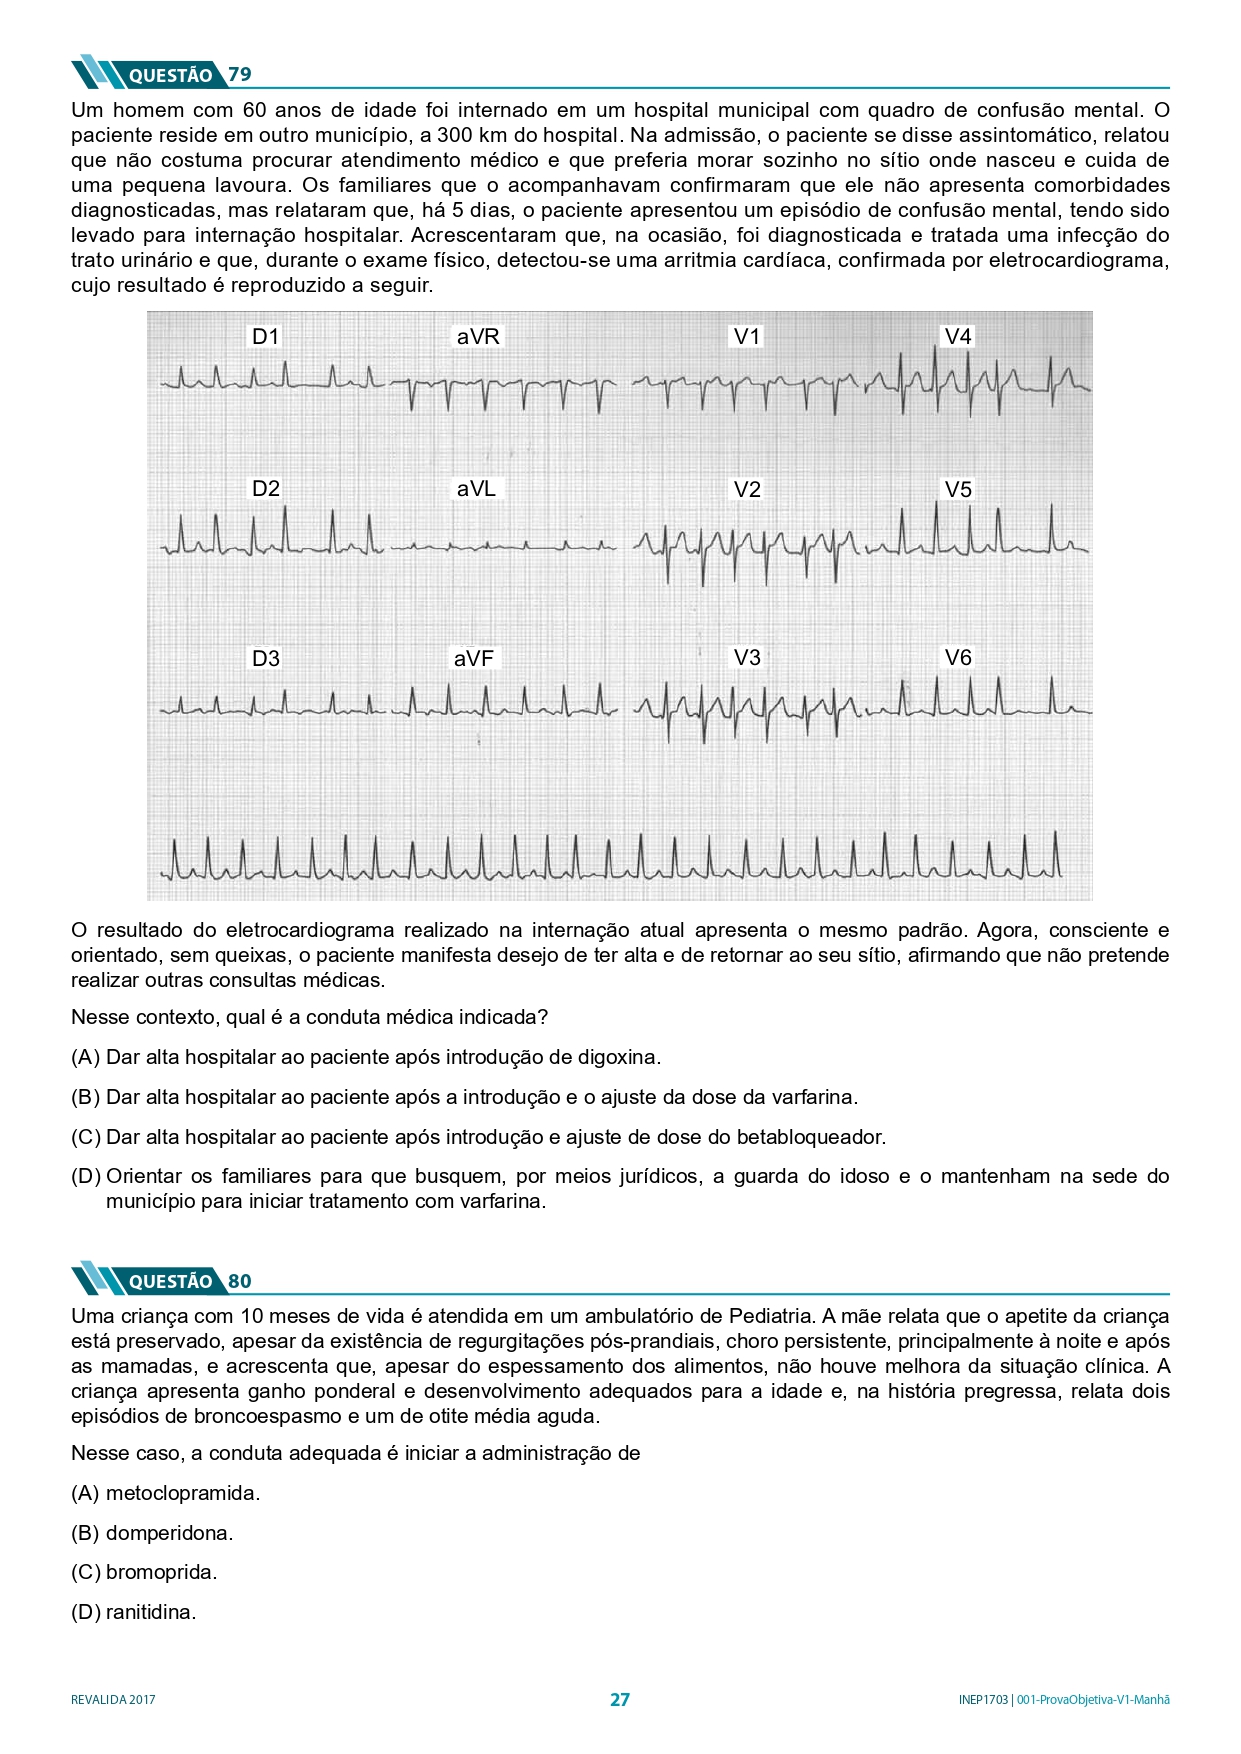 QUESTÃO 79
Um homem com 60 anos de idade foi internado em um hospital municipal com quadro de confusão mental. O
paciente reside em outro município, a 300 km do hospital. Na admissão, o paciente se disse assintomático, relatou
que não costuma procurar atendimento médico e que preferia morar sozinho no sítio onde nasceu e cuida de
uma pequena lavoura. Os familiares que o acompanhavam confirmaram que ele não apresenta comorbidades
diagnosticadas, mas relataram que, há 5 dias, o paciente apresentou um episódio de confusão mental, tendo sido
levado para internação hospitalar. Acrescentaram que, na ocasião, foi diagnosticada e tratada uma infecção do
trato urinário e que, durante o exame físico, detectou-se uma arritmia cardíaca, confirmada por eletrocardiograma,
cujo resultado é reproduzido a seguir.
D1 aVR V1 V4
D2 aVL V2 V5
D3 aVF V3 V6
O resultado do eletrocardiograma realizado na internação atual apresenta o mesmo padrão. Agora, consciente e
orientado, sem queixas, o paciente manifesta desejo de ter alta e de retornar ao seu sítio, afirmando que não pretende
realizar outras consultas médicas.
Nesse contexto, qual é a conduta médica indicada?
(A) Dar alta hospitalar ao paciente após introdução de digoxina.
(B) Dar alta hospitalar ao paciente após a introdução e o ajuste da dose da varfarina.
(C) Dar alta hospitalar ao paciente após introdução e ajuste de dose do betabloqueador.
(D) Orientar os familiares para que busquem, por meios jurídicos, a guarda do idoso e o mantenham na sede do
município para iniciar tratamento com varfarina.
QUESTÃO 80
Uma criança com 10 meses de vida é atendida em um ambulatório de Pediatria. A mãe relata que o apetite da criança
está preservado, apesar da existência de regurgitações pós-prandiais, choro persistente, principalmente à noite e após
as mamadas, e acrescenta que, apesar do espessamento dos alimentos, não houve melhora da situação clínica. A
criança apresenta ganho ponderal e desenvolvimento adequados para a idade e, na história pregressa, relata dois
episódios de broncoespasmo e um de otite média aguda.
Nesse caso, a conduta adequada é iniciar a administração de
(A) metoclopramida.
(B) domperidona.
(C) bromoprida.
(D) ranitidina.
REVALIDA 2017 27 INEP1703 | 001-ProvaObjetiva-V1-Manhã